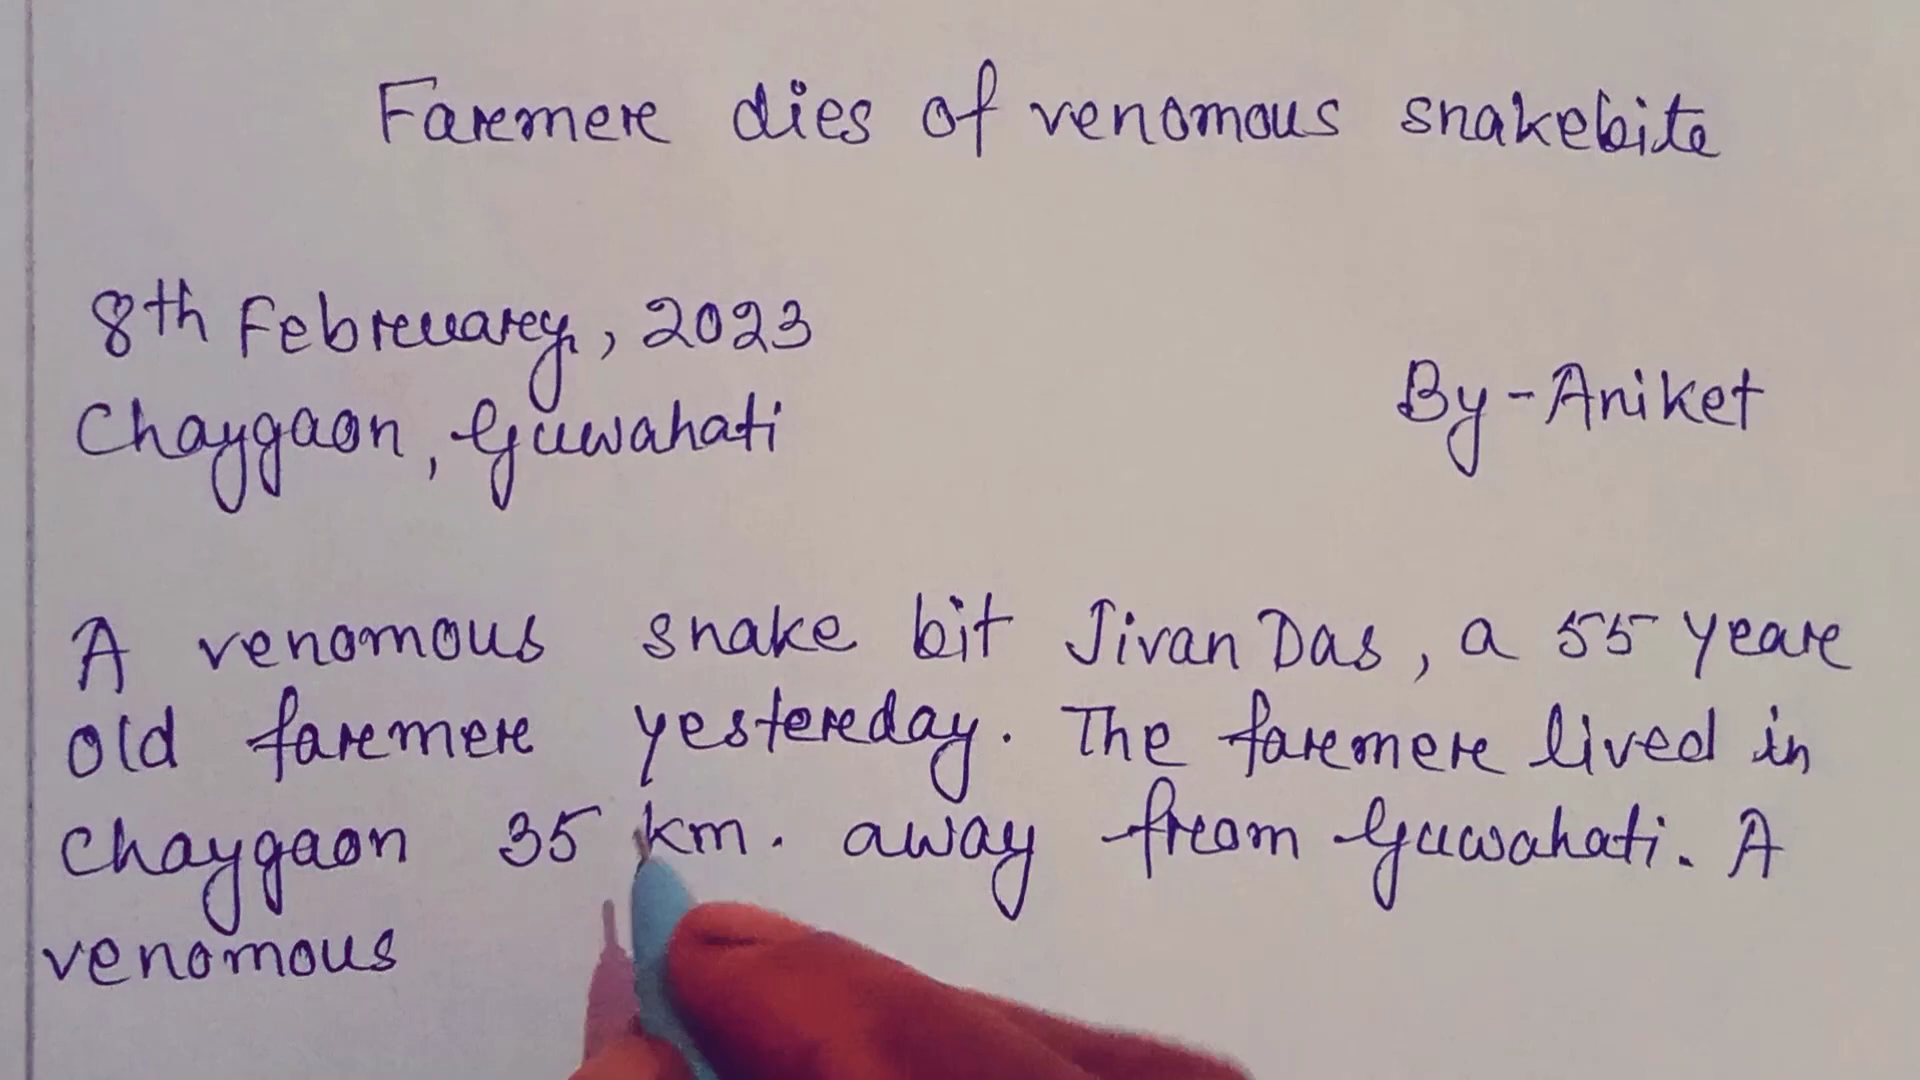 Farmer dies of venomous snakebite
8th February, 2023
Chaygaon, Guwahati
By-Aniket
A venomous snake bit Jivan Das, a 55 year
old farmer yesterday. The farmer lived in
Chaygaon 35 km. away from Guwahati. A
venomous